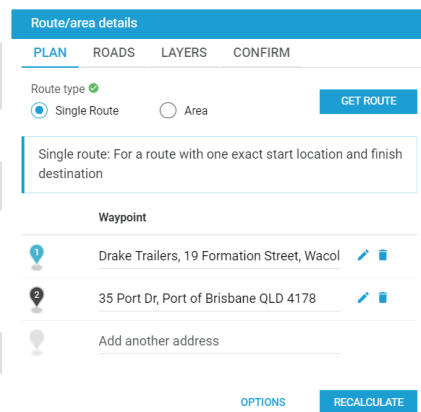 Route/area details
PLAN ROADS LAYERS CONFIRM
Route type
Single Route Area
GET ROUTE
Single route: For a route with one exact start location and finish
destination
Waypoint
1 Drake Trailers, 19 Formation Street, Wacol
2 35 Port Dr, Port of Brisbane QLD 4178
Add another address
OPTIONS RECALCULATE